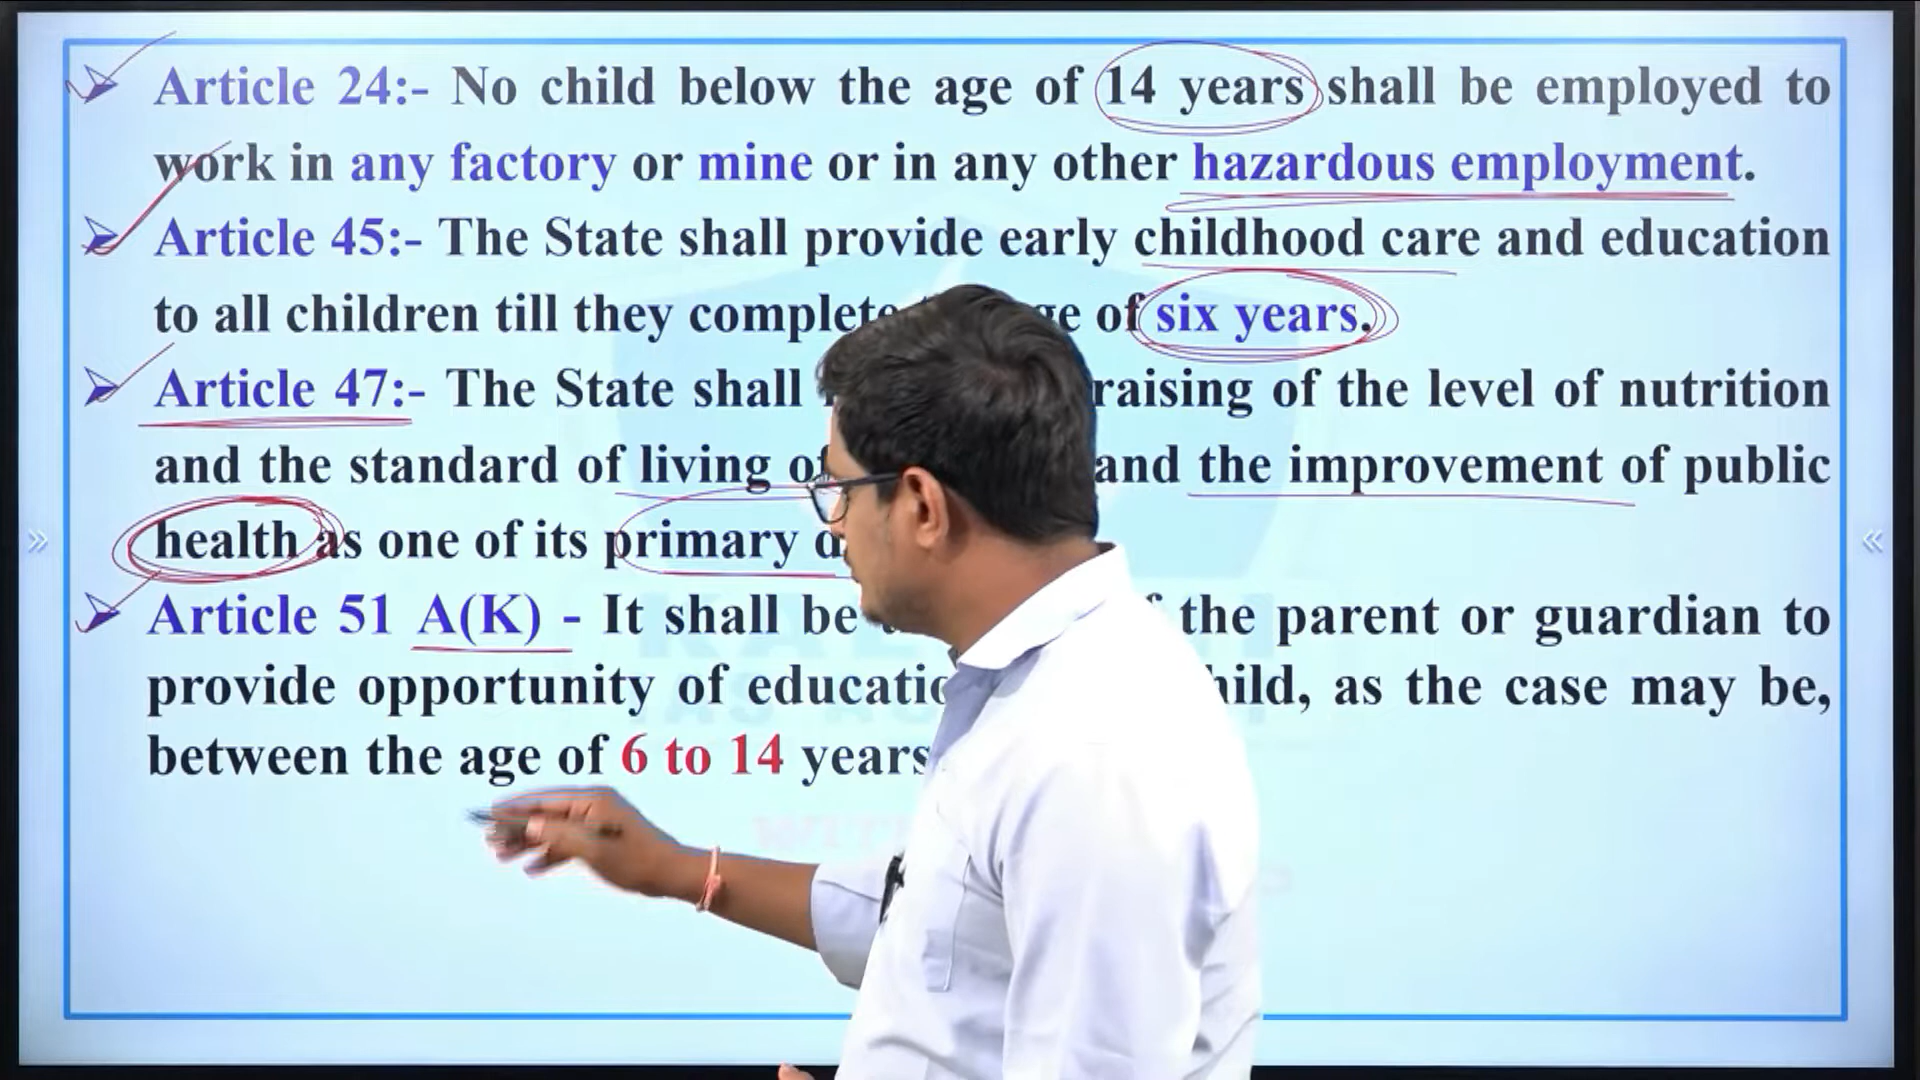 Article 24:- No child below the age of 14 years shall be employed to
work in any factory or mine or in any other hazardous employment.
Article 45:- The State shall provide early childhood care and education
to all children till they complete of six years.
Article 47:- The State shall raising of the level of nutrition
and the standard of living and the improvement of public
health as one of its primary
Article 51 A(K) - It shall be the parent or guardian to
provide opportunity of the case may be,
between the age of 6 to 14 years